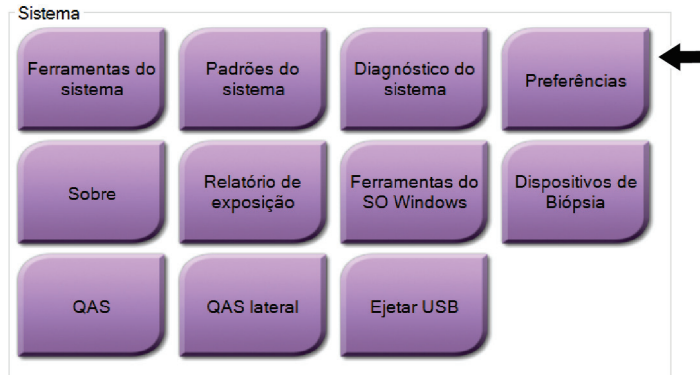 Sistema
Ferramentas do
sistema
Padrões do
sistema
Diagnóstico do
sistema
Preferências
Sobre
Relatório de
exposição
Ferramentas do
SO Windows
Dispositivos de
Biópsia
QAS
QAS lateral
Ejetar USB